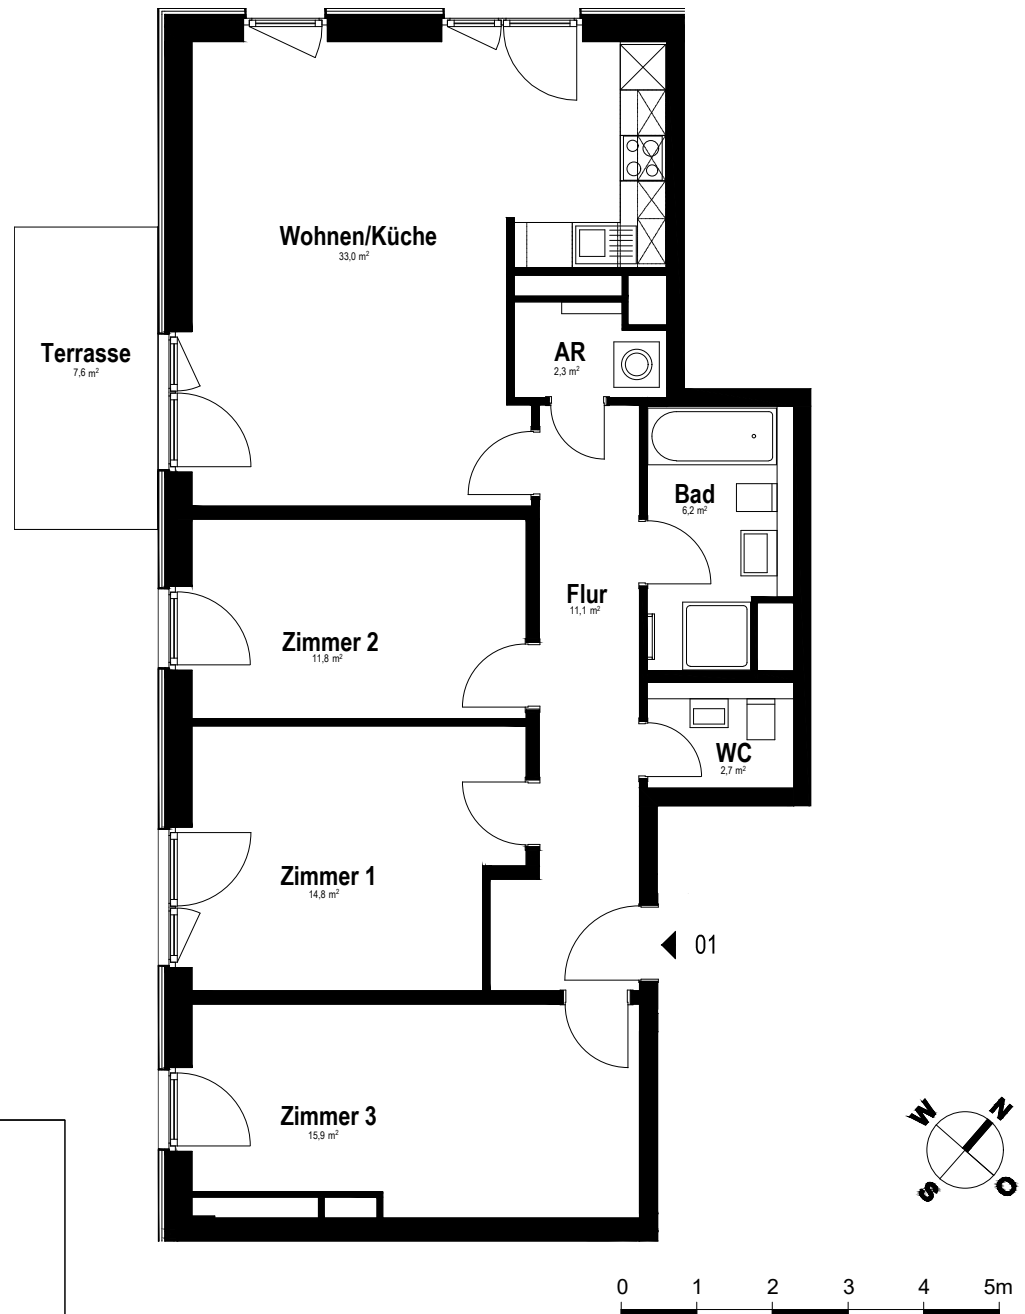 Wohnen/Küche
33,0 m²
Terrasse
7,6 m²
AR
2,3 m²
Bad
6,2 m²
Flur
11,1 m²
Zimmer 2
11,8 m²
WC
2,7 m²
Zimmer 1
14,8 m²
01
Zimmer 3
15,9 m²
W N
S O
0 1 2 3 4 5m